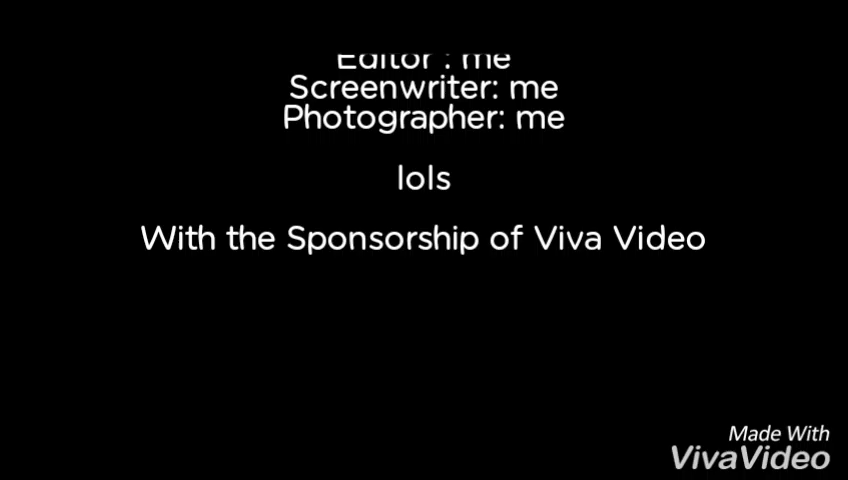 Editor : me
Screenwriter: me
Photographer: me
lols
With the Sponsorship of Viva Video
Made With
VivaVideo